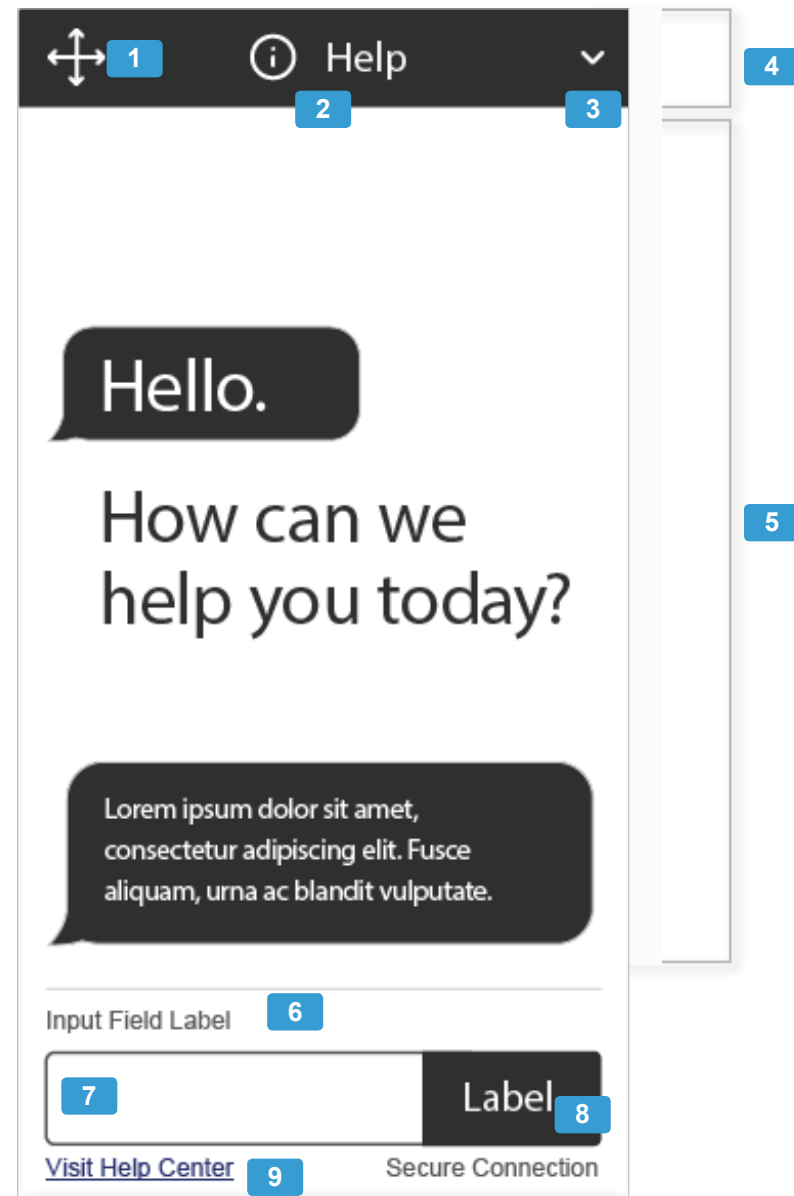 1
Help
4
2
3
Hello.
How can we
help you today?
5
Lorem ipsum dolor sit amet,
consectetur adipiscing elit. Fusce
aliquam, urna ac blandit vulputate.
Input Field Label
6
7
Label
8
Visit Help Center
9
Secure Connection